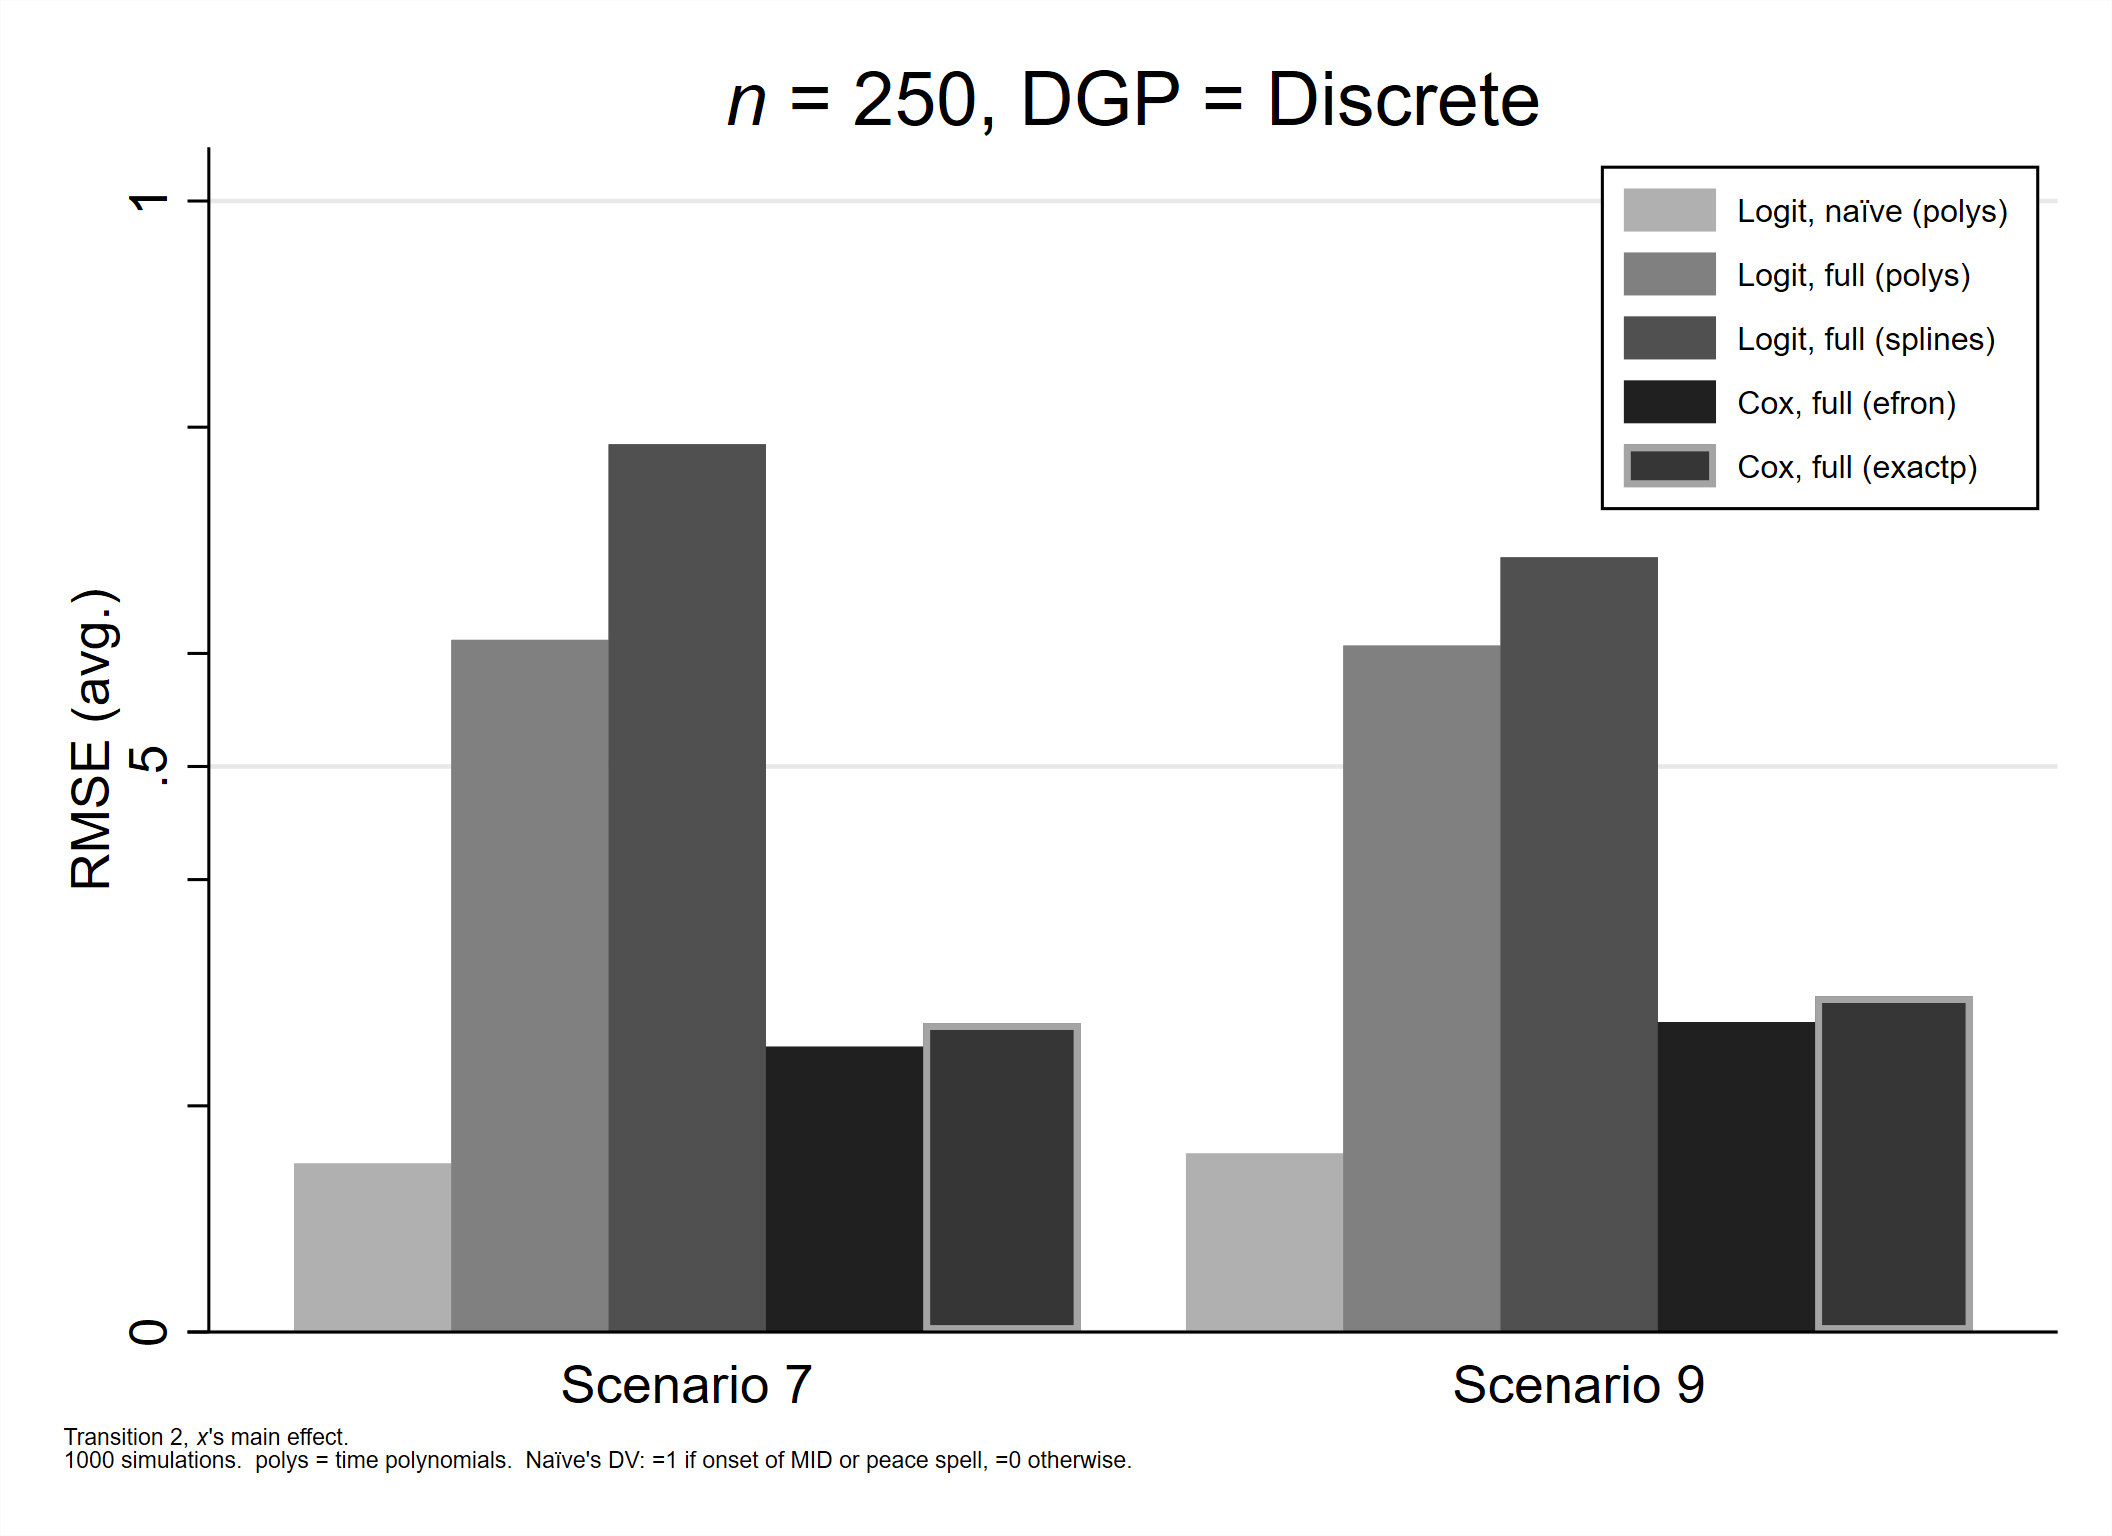 n = 250, DGP = Discrete
1
.5
0
RMSE (avg.)
Logit, naïve (polys)
Logit, full (polys)
Logit, full (splines)
Cox, full (efron)
Cox, full (exactp)
Scenario 7
Scenario 9
Transition 2, x's main effect.
1000 simulations.  polys = time polynomials.  Naïve's DV: =1 if onset of MID or peace spell, =0 otherwise.